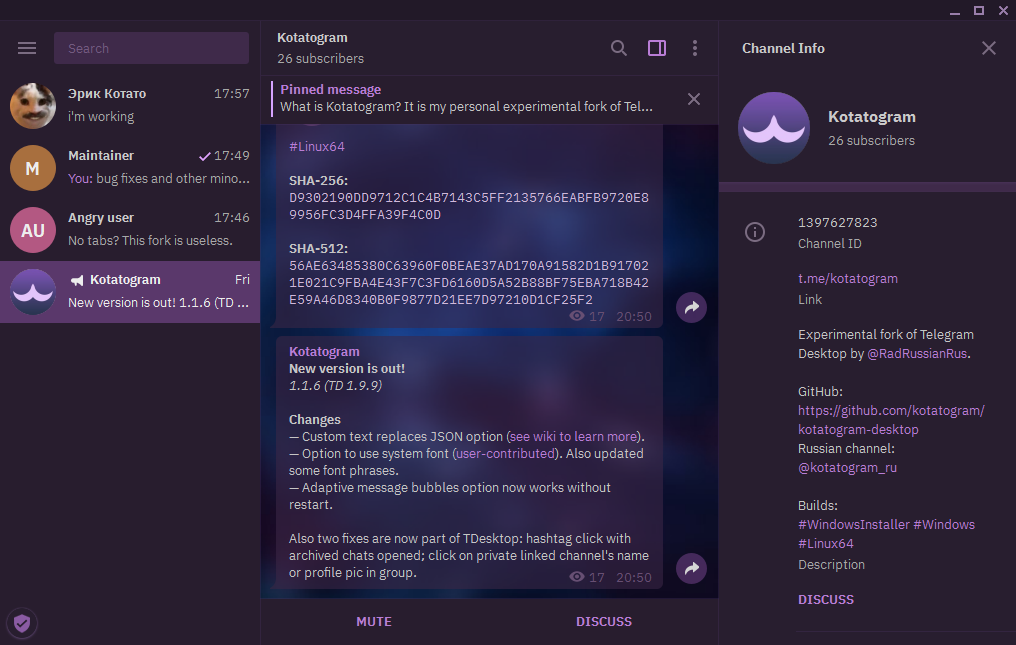 Search
Эрик Котато 17:57
i'm working
M
Maintainer 17:49
You: bug fixes and other mino...
AU
Angry user 17:46
No tabs? This fork is useless.
Kotatogram Fri
New version is out! 1.1.6 (TD ...
Kotatogram
26 subscribers
Pinned message
What is Kotatogram? It is my personal experimental fork of Tel...
#Linux64
SHA-256:
D9302190DD9712C1C4B7143C5FF2135766EABFB9720E8
9956FC3D4FFA39F4C0D
SHA-512:
56AE63485380C63960F0BEAE37AD170A91582D1B91702
1E021C9FBA4E43F7C3FD6160D5A52B88BF75EBA718B42
E59A46D8340B0F9877D21EE7D97210D1CF25F2
17 20:50
Kotatogram
New version is out!
1.1.6 (TD 1.9.9)
Changes
— Custom text replaces JSON option (see wiki to learn more).
— Option to use system font (user-contributed). Also updated
some font phrases.
— Adaptive message bubbles option now works without
restart.
Also two fixes are now part of TDesktop: hashtag click with
archived chats opened; click on private linked channel's name
or profile pic in group.
17 20:50
MUTE DISCUSS
Channel Info
Kotatogram
26 subscribers
1397627823
Channel ID
t.me/kotatogram
Link
Experimental fork of Telegram
Desktop by @RadRussianRus.
GitHub:
https://github.com/kotatogram/
kotatogram-desktop
Russian channel:
@kotatogram_ru
Builds:
#WindowsInstaller #Windows
#Linux64
Description
DISCUSS